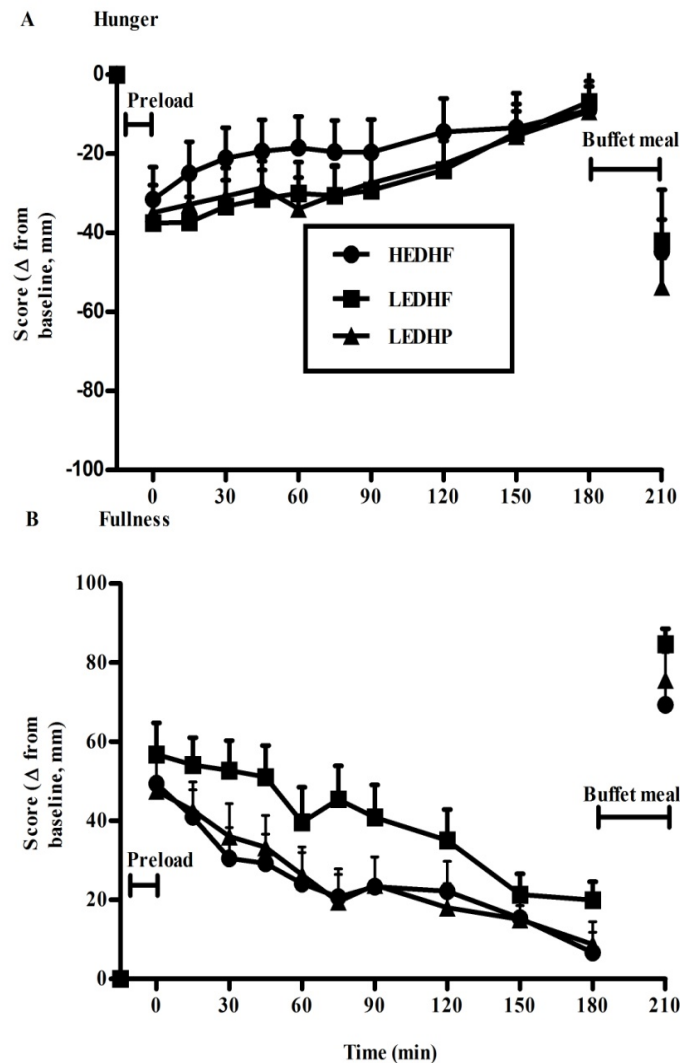 A Hunger
0
-20
-40
-60
-80
-100
Score (Δ from
baseline, mm)
Preload
Buffet meal
HEDHF
LEDHF
LEDHP
0 30 60 90 120 150 180 210
B Fullness
100
80
60
40
20
0
Score (Δ from
baseline, mm)
Preload
Buffet meal
0 30 60 90 120 150 180 210
Time (min)